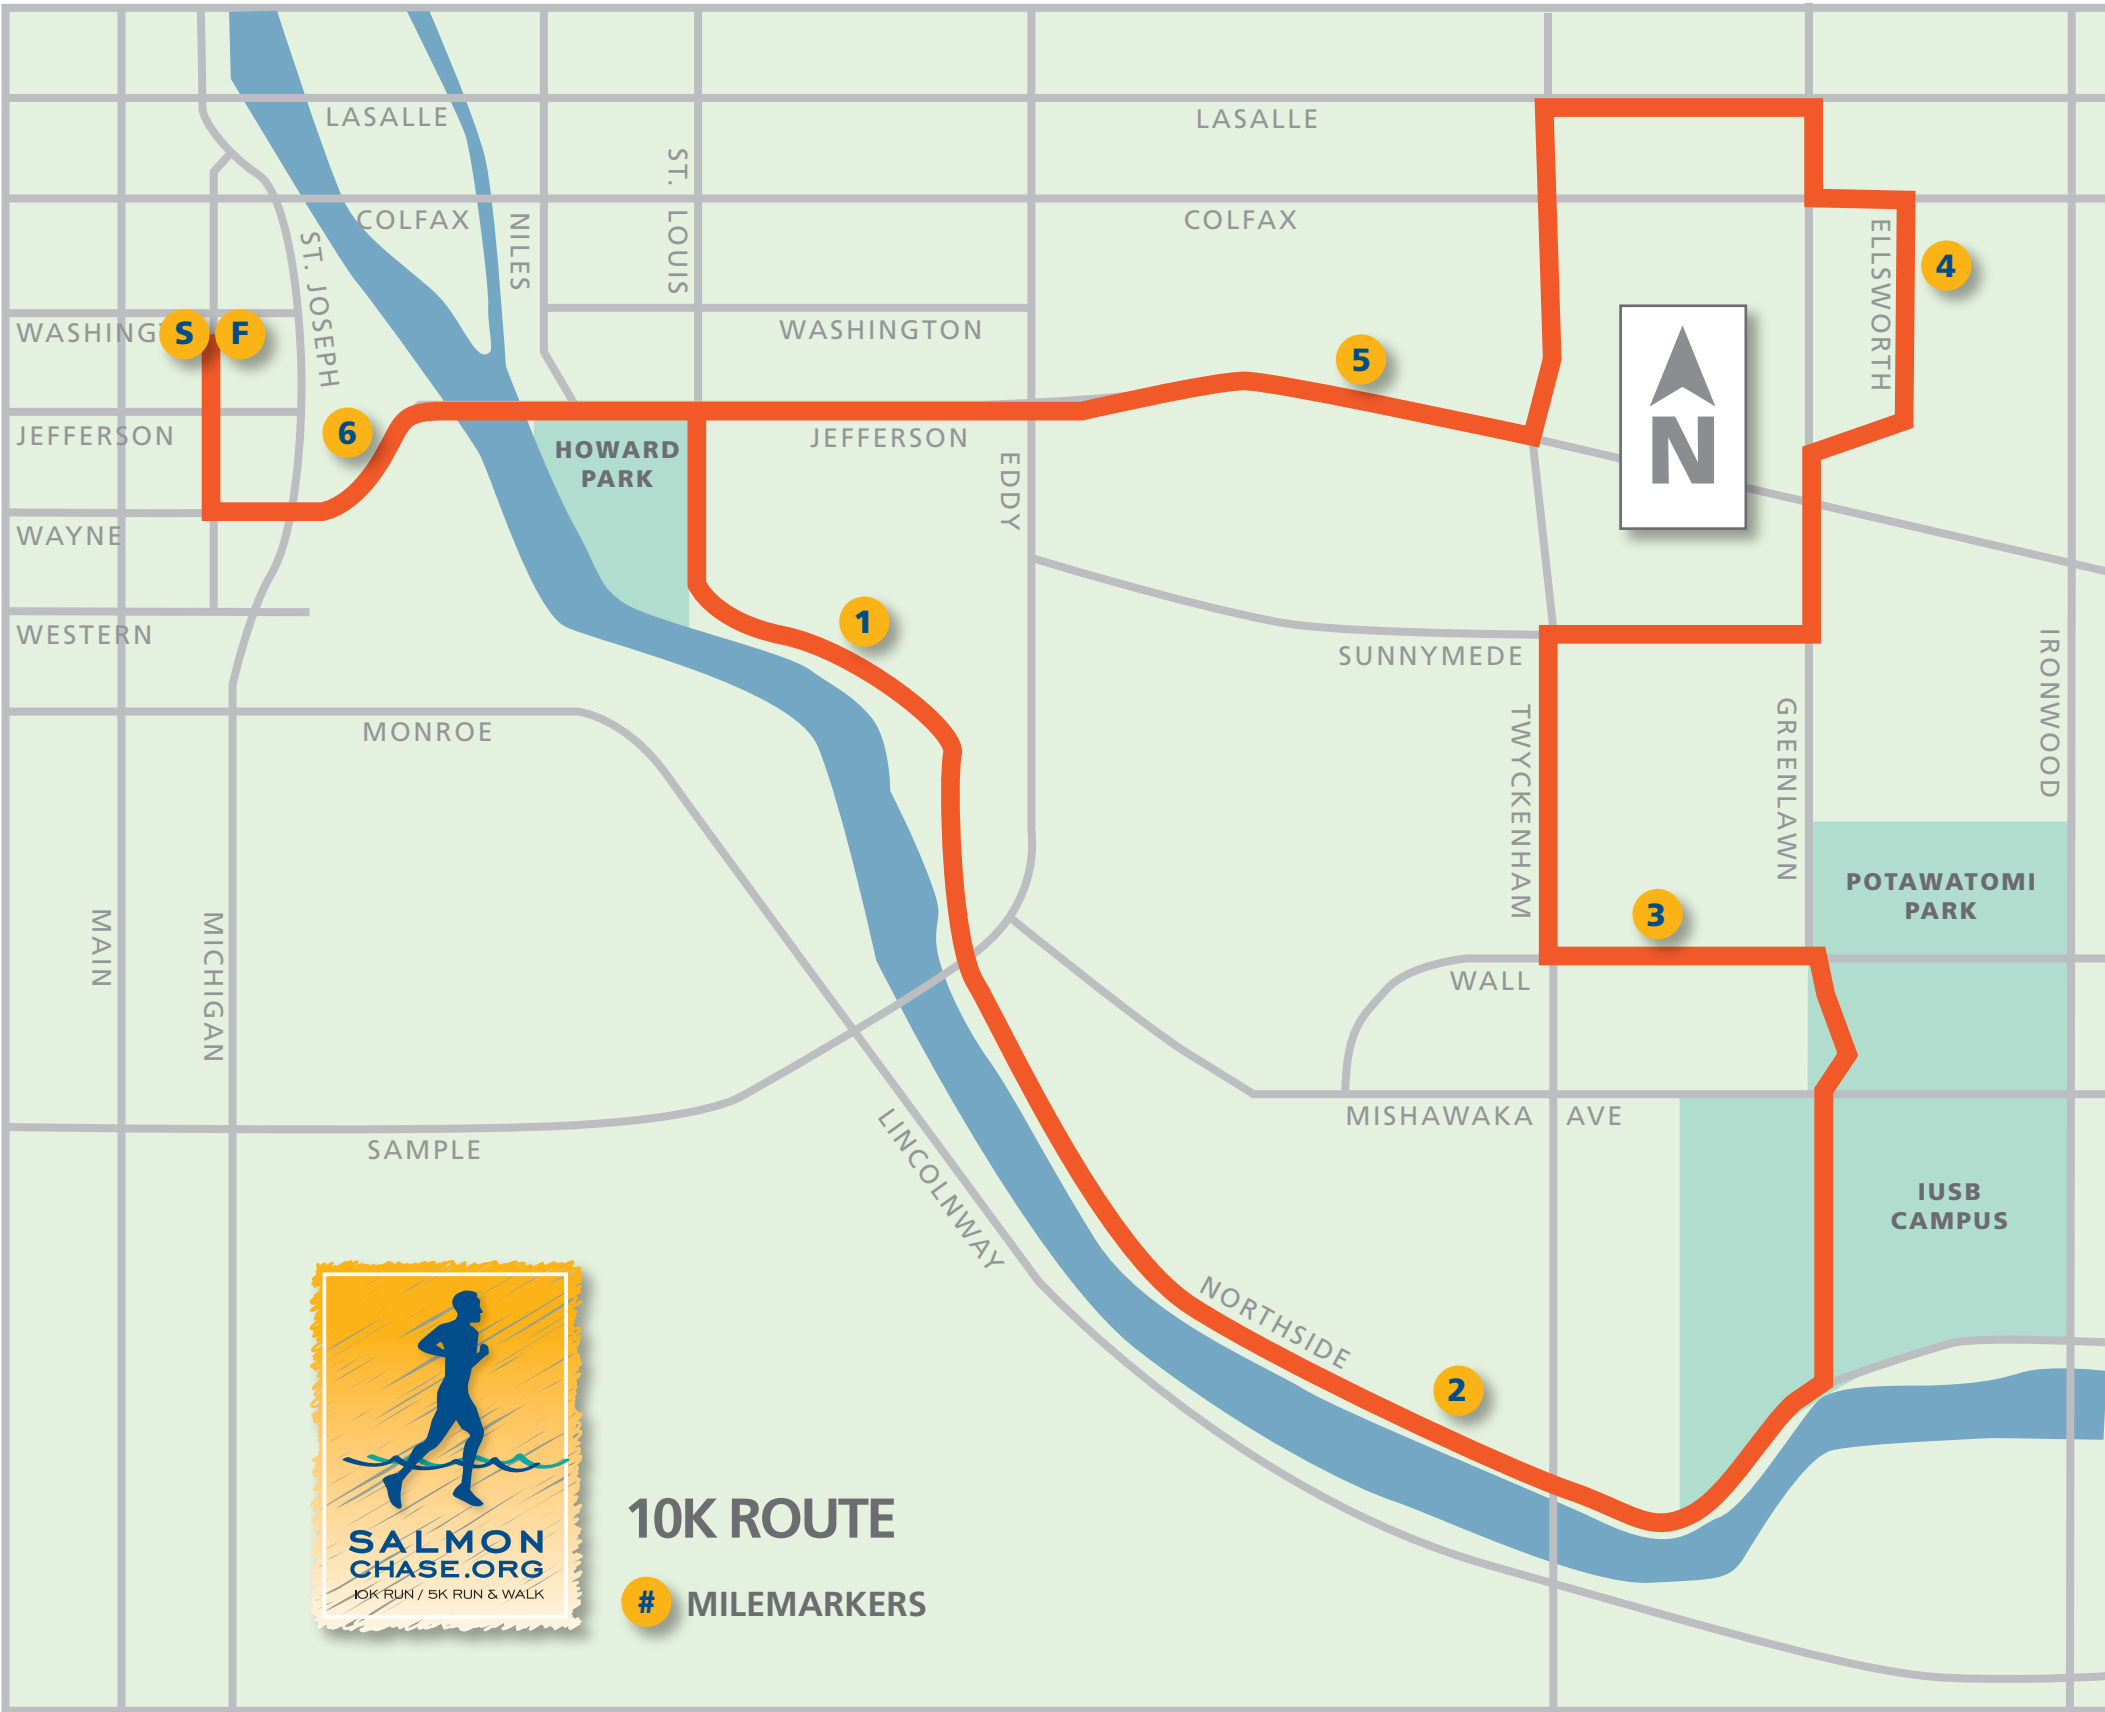 LASALLE
LASALLE
ST. LOUIS
COLFAX
COLFAX
NILES
ST. JOSEPH
ELLSWORTH
4
WASHINGT
S
F
WASHINGTON
5
N
JEFFERSON
6
HOWARD
PARK
JEFFERSON
EDDY
WAYNE
WESTERN
1
SUNNYMEDE
IRONWOOD
MONROE
TWYCKENHAM
GREENLAWN
POTAWATOMI
PARK
3
MAIN
MICHIGAN
WALL
MISHAWAKA AVE
SAMPLE
LINCOLNWAY
IUSB
CAMPUS
NORTHSIDE
2
SALMON
CHASE.ORG
10K RUN / 5K RUN & WALK
10K ROUTE
# MILEMARKERS